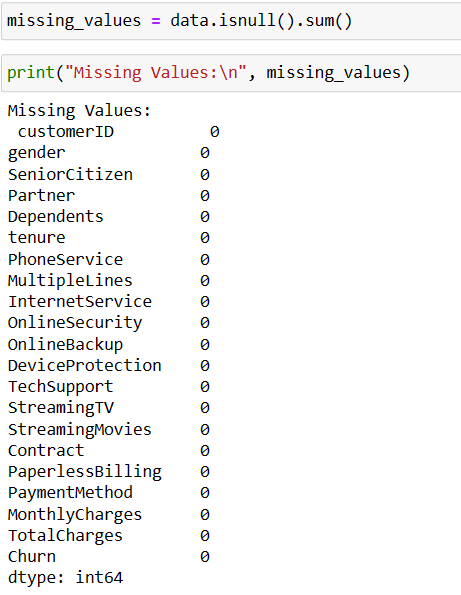 missing_values = data.isnull().sum()
print("Missing Values:\n", missing_values)
Missing Values:
 customerID          0
gender              0
SeniorCitizen       0
Partner             0
Dependents          0
tenure              0
PhoneService        0
MultipleLines       0
InternetService     0
OnlineSecurity      0
OnlineBackup        0
DeviceProtection    0
TechSupport         0
StreamingTV         0
StreamingMovies     0
Contract            0
PaperlessBilling    0
PaymentMethod       0
MonthlyCharges      0
TotalCharges        0
Churn               0
dtype: int64